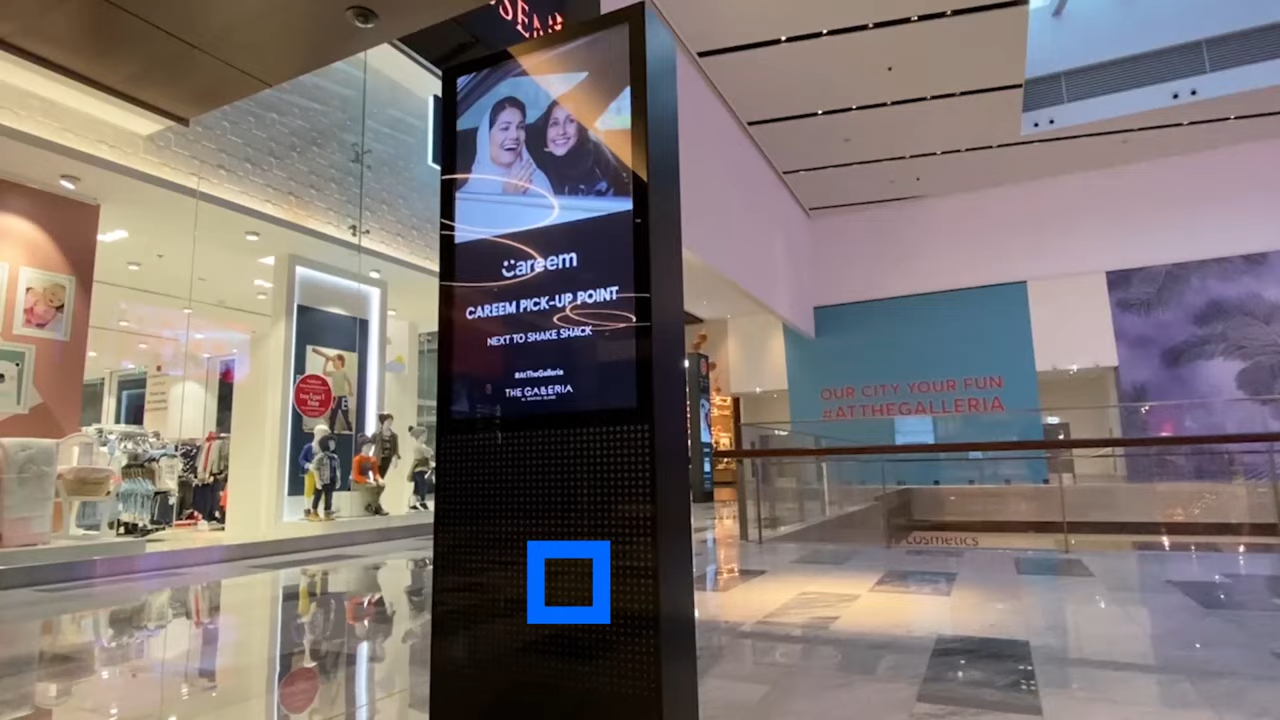 Careem
CAREEM PICK-UP POINT
NEXT TO SHAKE SHACK
#AtTheGalleria
THE GALLERIA
OUR CITY YOUR FUN
#ATTHEGALLERIA
cosmetics